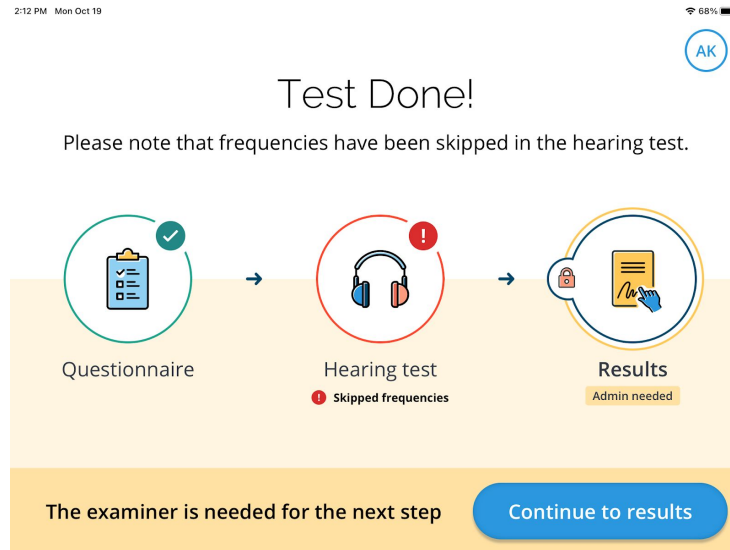 2:12 PM Mon Oct 19
68%
AK
Test Done!
Please note that frequencies have been skipped in the hearing test.
Questionnaire
Hearing test
Results
! Skipped frequencies
Admin needed
The examiner is needed for the next step
Continue to results